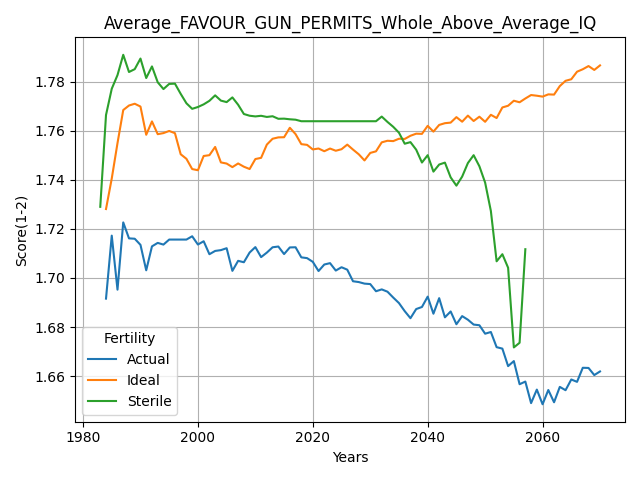 Average_FAVOUR_GUN_PERMITS_Whole_Above_Average_IQ
Score(1-2)
1.78
1.76
1.74
1.72
1.70
1.68
1.66
Fertility
Actual
Ideal
Sterile
1980
2000
2020
2040
2060
Years